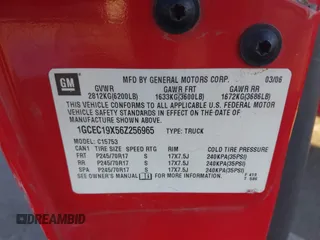 GM
MFD BY GENERAL MOTORS CORP. 03/06
GVWR GAWR FRT GAWR RR
2812KG(6200LB) 1633KG(3600LB) 1672KG(3686LB)
THIS VEHICLE CONFORMS TO ALL APPLICABLE U.S. FEDERAL MOTOR
VEHICLE SAFETY STANDARDS IN EFFECT ON THE DATE OF
MANUFACTURE SHOWN ABOVE.
1GCEC19X56Z256965 TYPE: TRUCK
MODEL: C15753
CAN1 TIRE SIZE SPEED RTG RIM COLD TIRE PRESSURE
FRT P245/70R17 S 17X7.5J 240KPA(35PSI)
RR P245/70R17 S 17X7.5J 240KPA(35PSI)
SPA P245/70R17 S 17X7.5J 240KPA(35PSI)
SEE OWNER'S MANUAL FOR ADDITIONAL INFORMATION.